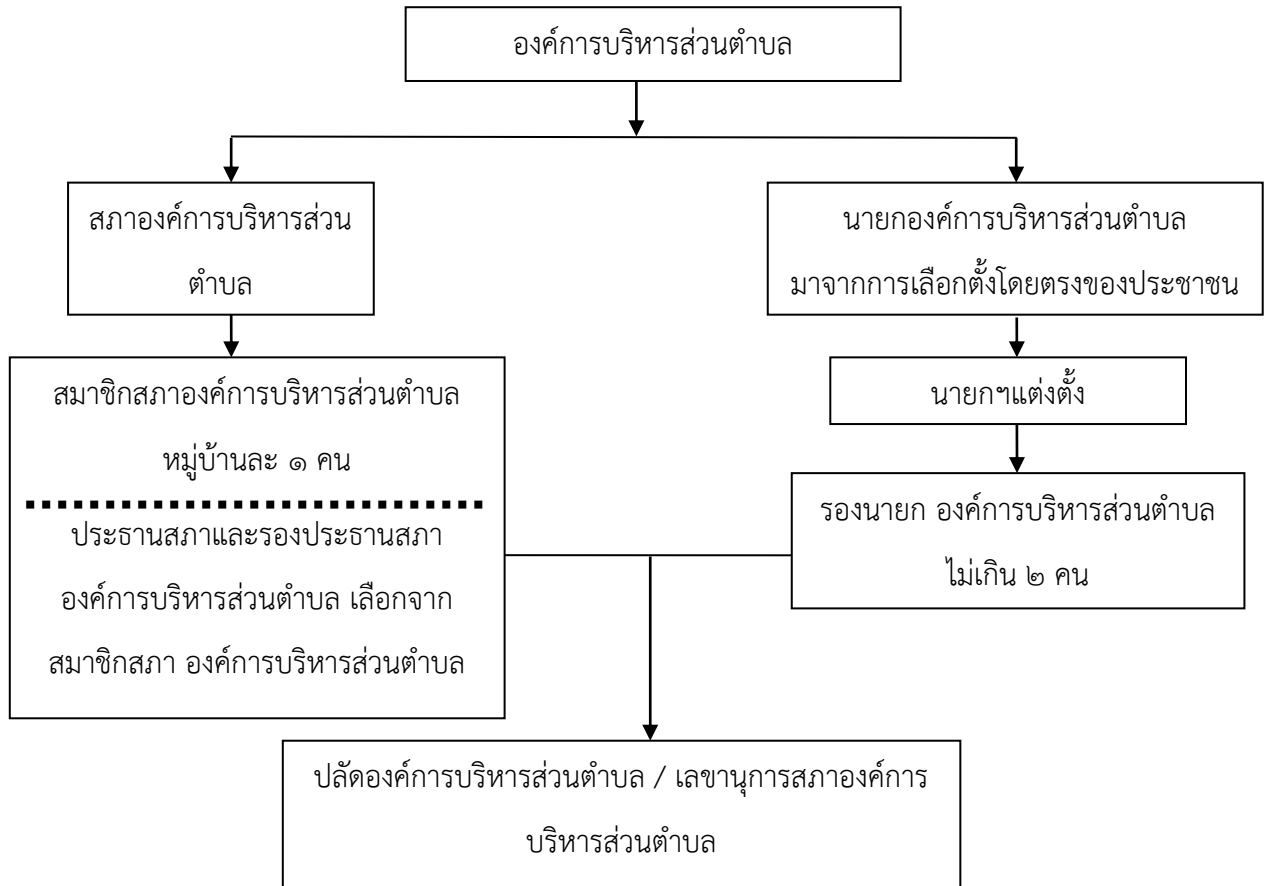 องค์การบริหารส่วนตำบล
สภาองค์การบริหารส่วน
ตำบล
นายกองค์การบริหารส่วนตำบล
มาจากการเลือกตั้งโดยตรงของประชาชน
สมาชิกสภาองค์การบริหารส่วนตำบล
หมู่บ้านละ ๑ คน
ประธานสภาและรองประธานสภา
องค์การบริหารส่วนตำบล เลือกจาก
สมาชิกสภา องค์การบริหารส่วนตำบล
นายกฯแต่งตั้ง
รองนายก องค์การบริหารส่วนตำบล
ไม่เกิน ๒ คน
ปลัดองค์การบริหารส่วนตำบล / เลขานุการสภาองค์การ
บริหารส่วนตำบล